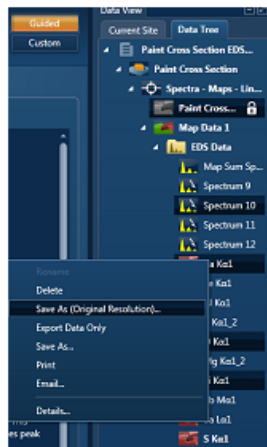 Guided
Custom
Data View
Current Site
Data Tree
Paint Cross Section EDS...
Paint Cross Section
Spectra - Maps - Lin...
Paint Cross...
Map Data 1
EDS Data
Map Sum Sp...
Spectrum 9
Spectrum 10
Spectrum 11
Spectrum 12
Kα1
Kα1
Kα1
Kα1_2
Kα1
Kα1_2
Kα1
Mα1
Lα1
S Kα1
Rename
Delete
Save As (Original Resolution)...
Export Data Only
Save As...
Print
Email...
Details...
This
es peak